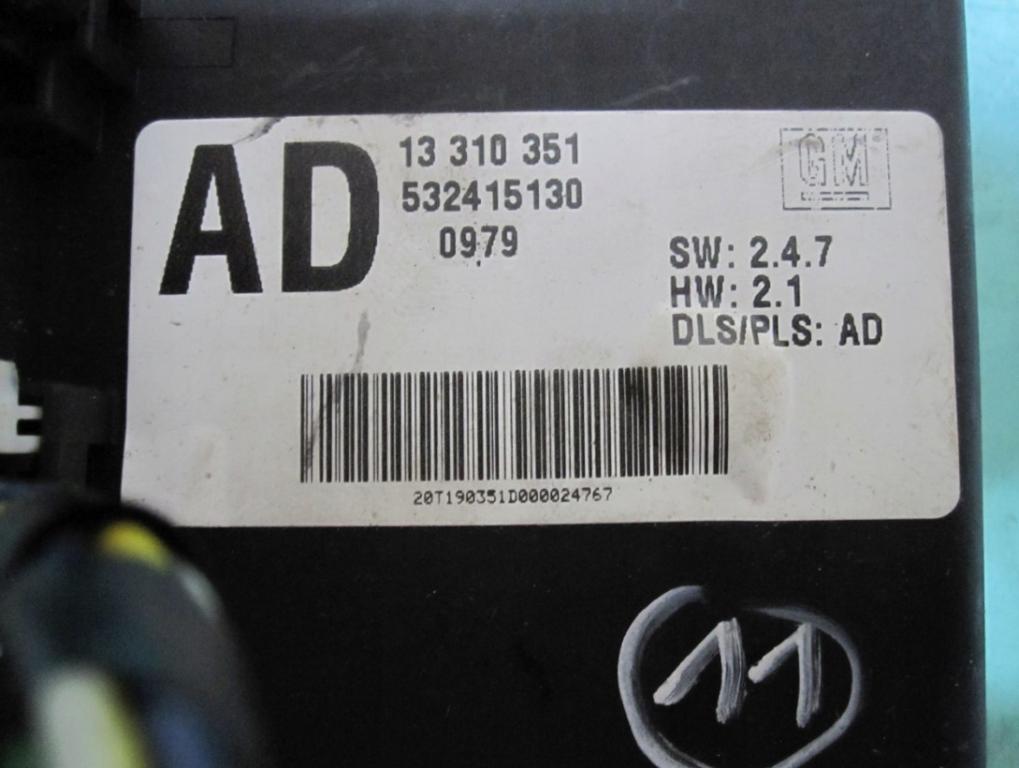 AD
13 310 351
532415130
0979
GM
SW: 2.4.7
HW: 2.1
DLS/PLS: AD
20T190351D000024767
11